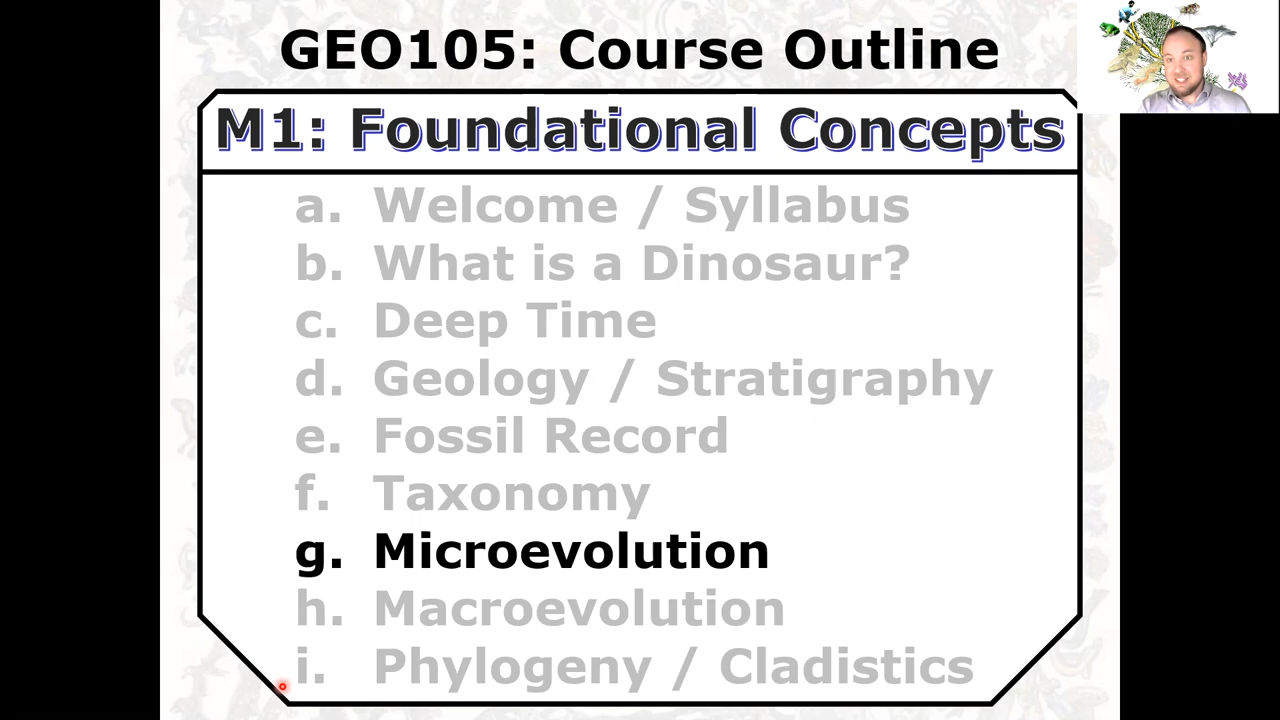 GEO105: Course Outline
M1: Foundational Concepts
a. Welcome / Syllabus
b. What is a Dinosaur?
c. Deep Time
d. Geology / Stratigraphy
e. Fossil Record
f. Taxonomy
g. Microevolution
h. Macroevolution
i. Phylogeny / Cladistics